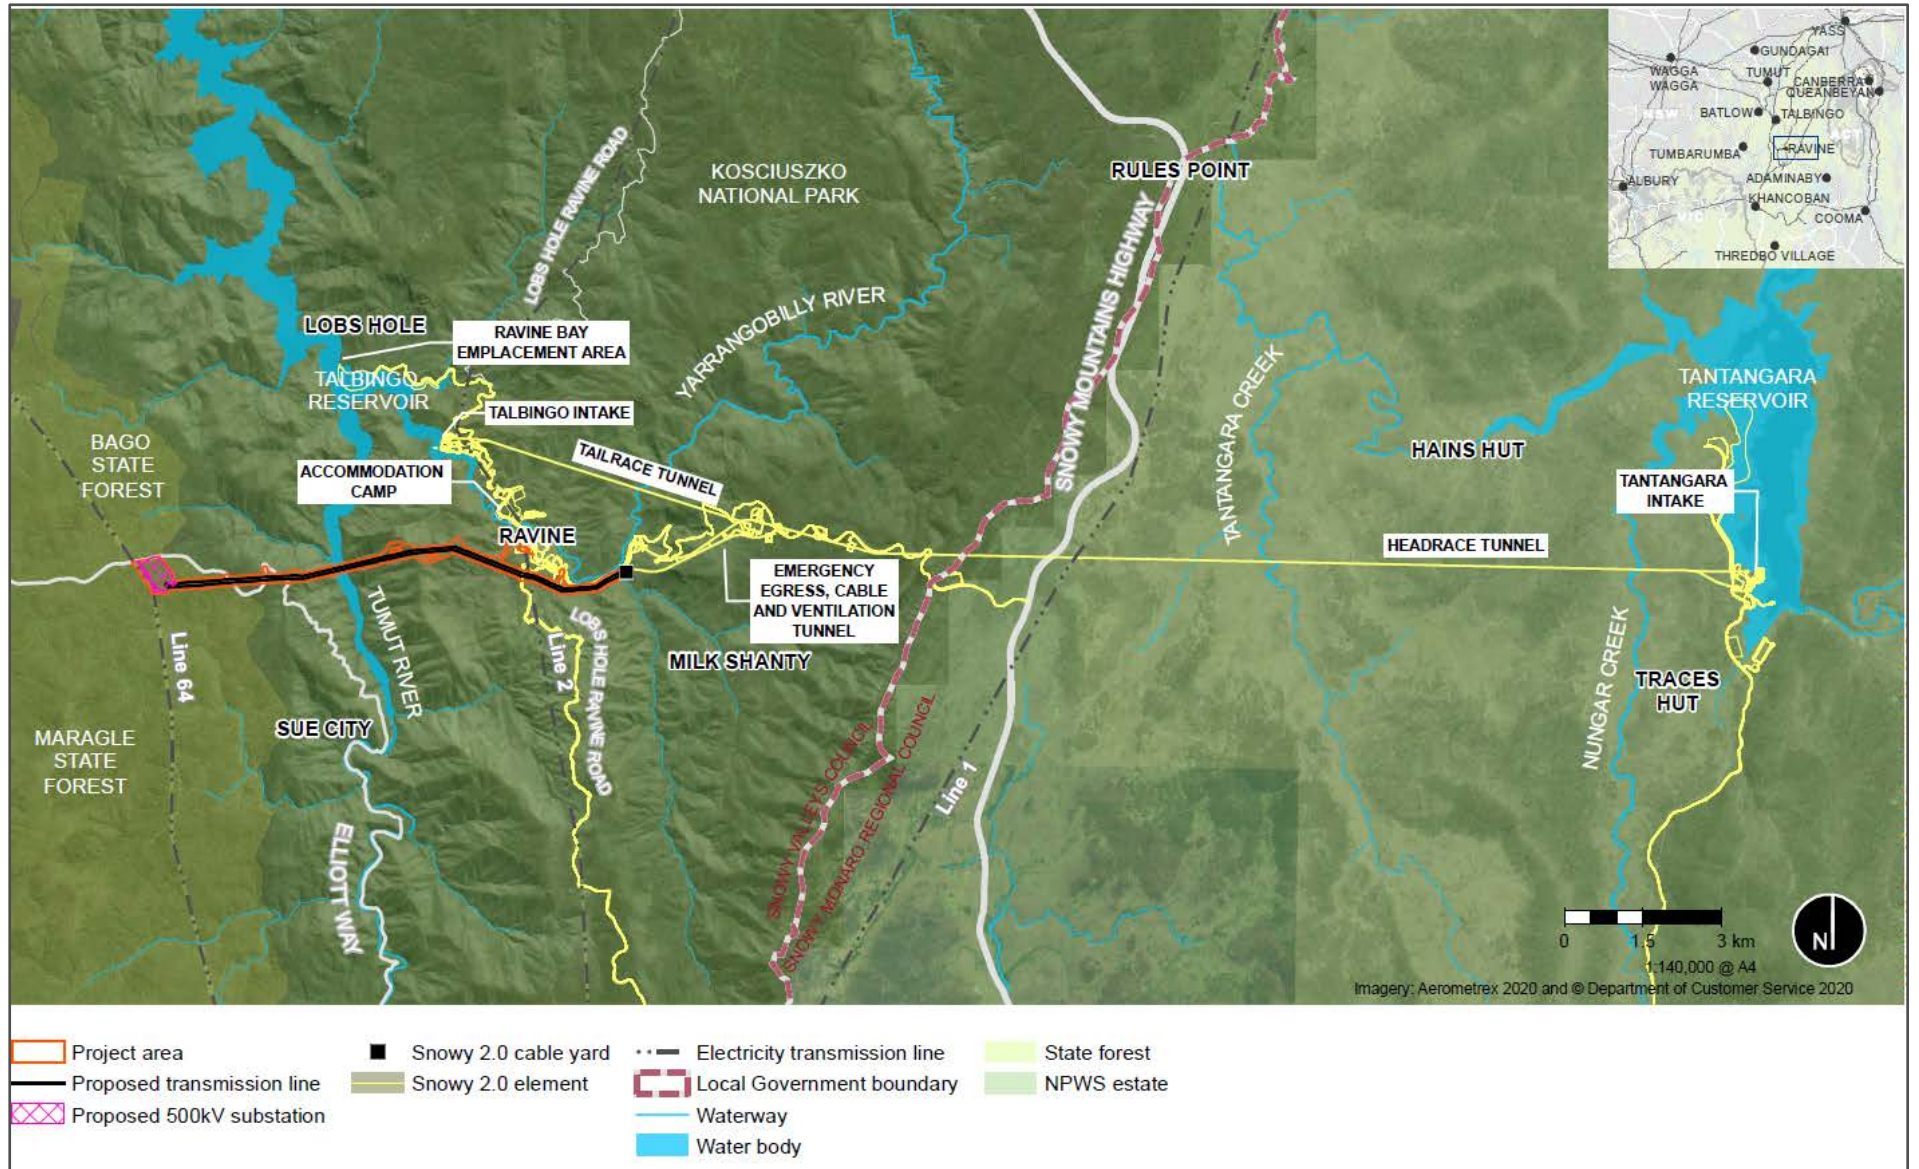 YASS
GUNDAGAI
WAGGA
WAGGA
TUMUT
CANBERRA
QUEANBEYAN
NSW
BATLOW
TALBINGO
ACT
TUMBARUMBA
RAVINE
ALBURY
ADAMINABY
KHANCOBAN
VIC
COOMA
THREDBO VILLAGE
KOSCIUSZKO
NATIONAL PARK
RULES POINT
LOBS HOLE RAVINE ROAD
SNOWY MOUNTAINS HIGHWAY
YARRANGOBILLY RIVER
LOBS HOLE
RAVINE BAY
EMPLACEMENT AREA
TALBINGO
RESERVOIR
TALBINGO INTAKE
TANTANGARA CREEK
TANTANGARA
RESERVOIR
BAGO
STATE
FOREST
ACCOMMODATION
CAMP
TAILRACE TUNNEL
HAINS HUT
TANTANGARA
INTAKE
RAVINE
HEADRACE TUNNEL
EMERGENCY
EGRESS, CABLE
AND VENTILATION
TUNNEL
TUMUT RIVER
Line 64
Line 2
LOBS HOLE RAVINE ROAD
MILK SHANTY
NUNGAR CREEK
TRACES
HUT
SUE CITY
MARAGLE
STATE
FOREST
ELLIOTT WAY
SNOWY VALLEYS COUNCIL
SNOWY MONARO REGIONAL COUNCIL
Line 1
0 1.5 3 km
N
1:140,000 @ A4
Imagery: Aerometrex 2020 and © Department of Customer Service 2020
Project area
Proposed transmission line
Proposed 500kV substation
Snowy 2.0 cable yard
Snowy 2.0 element
Electricity transmission line
Local Government boundary
Waterway
Water body
State forest
NPWS estate